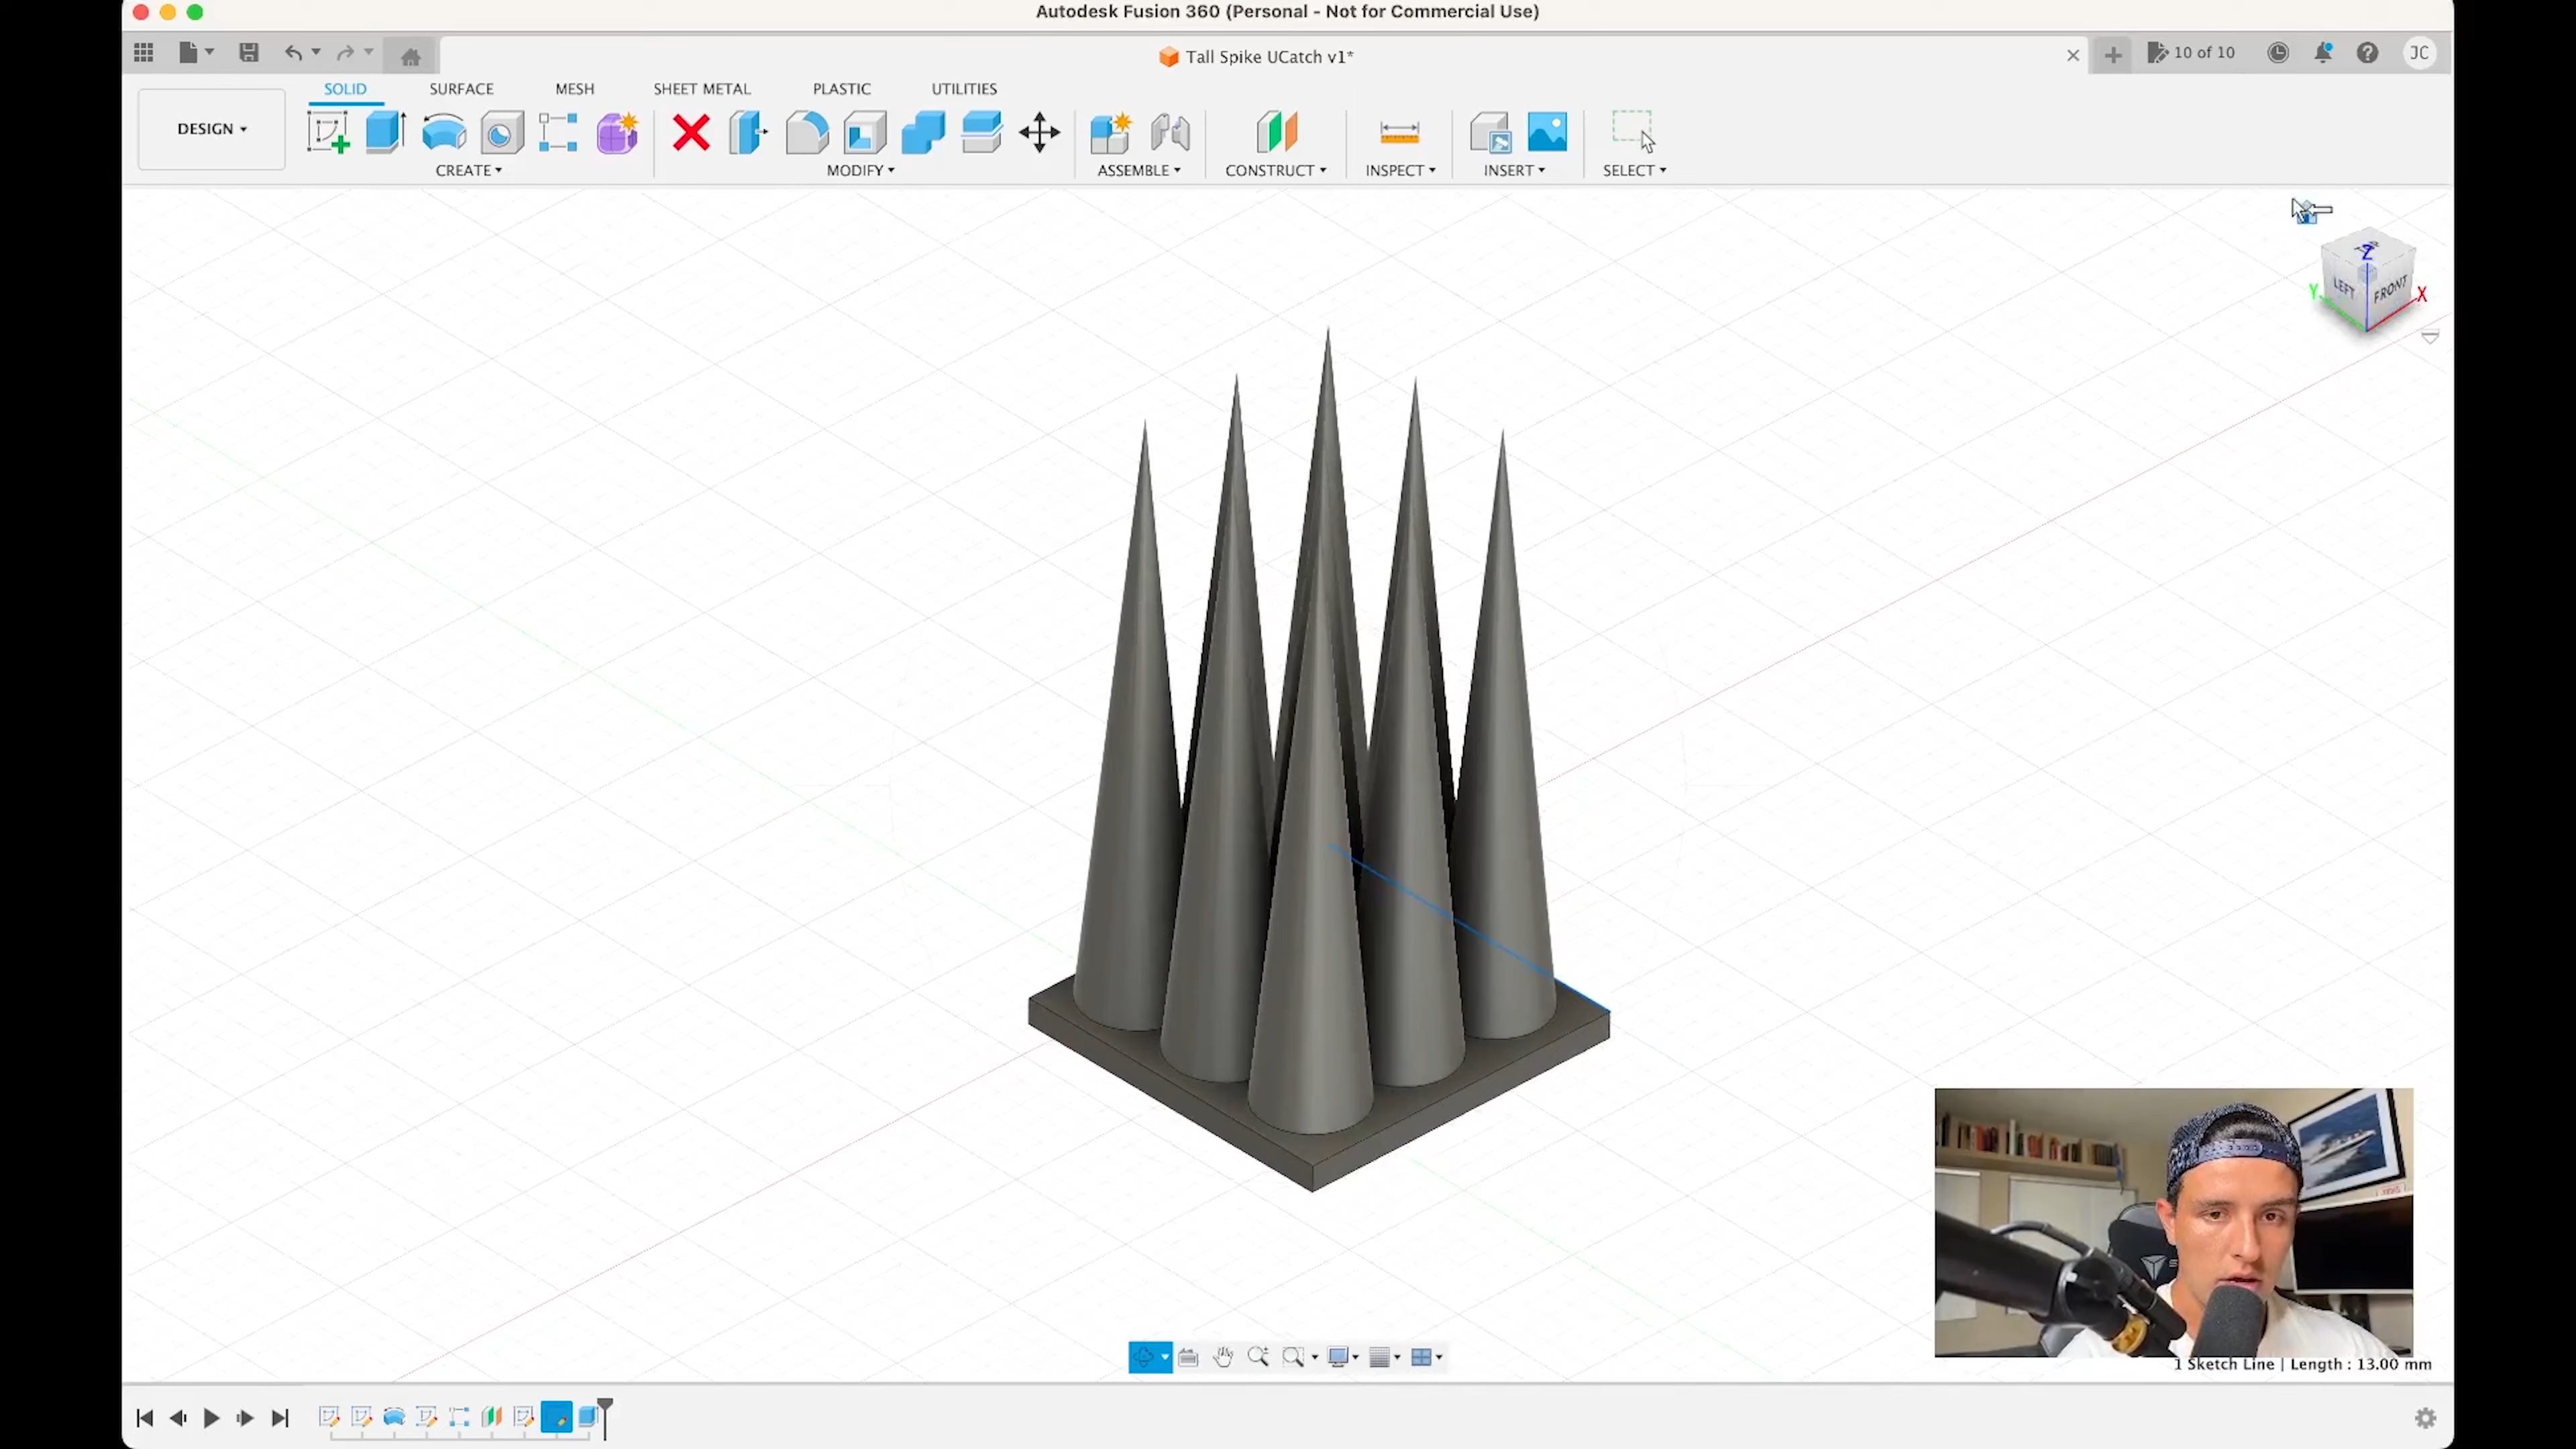 Autodesk Fusion 360 (Personal - Not for Commercial Use)
Tall Spike UCatch v1*
10 of 10
JC
SOLID
SURFACE
MESH
SHEET METAL
PLASTIC
UTILITIES
DESIGN
CREATE
MODIFY
ASSEMBLE
CONSTRUCT
INSPECT
INSERT
SELECT
TOP
Z
LEFT
FRONT
Y
X
1 Sketch Line | Length : 13.00 mm